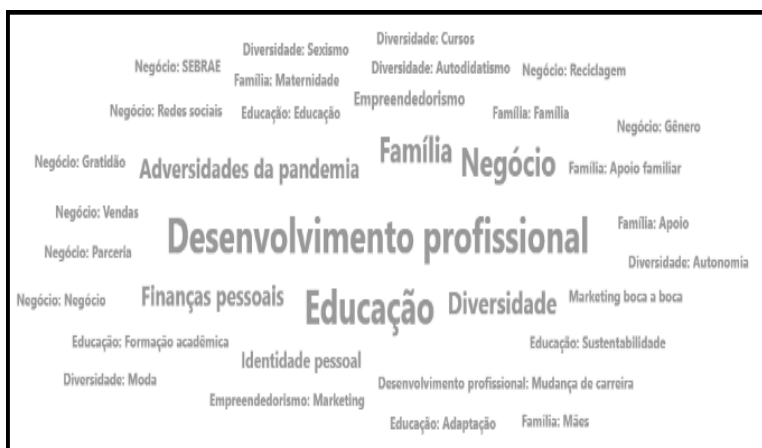 Diversidade: Cursos
Diversidade: Sexismo
Negócio: SEBRAE
Diversidade: Autodidatismo
Negócio: Reciclagem
Família: Maternidade
Empreendedorismo
Negócio: Redes sociais
Educação: Educação
Família: Família
Negócio: Gênero
Família
Negócio: Gratidão
Adversidades da pandemia
Negócio
Família: Apoio familiar
Negócio: Vendas
Desenvolvimento profissional
Família: Apoio
Negócio: Parceria
Diversidade: Autonomia
Negócio: Negócio
Finanças pessoais
Educação
Diversidade
Marketing boca a boca
Educação: Formação acadêmica
Educação: Sustentabilidade
Identidade pessoal
Diversidade: Moda
Desenvolvimento profissional: Mudança de carreira
Empreendedorismo: Marketing
Educação: Adaptação
Família: Mães